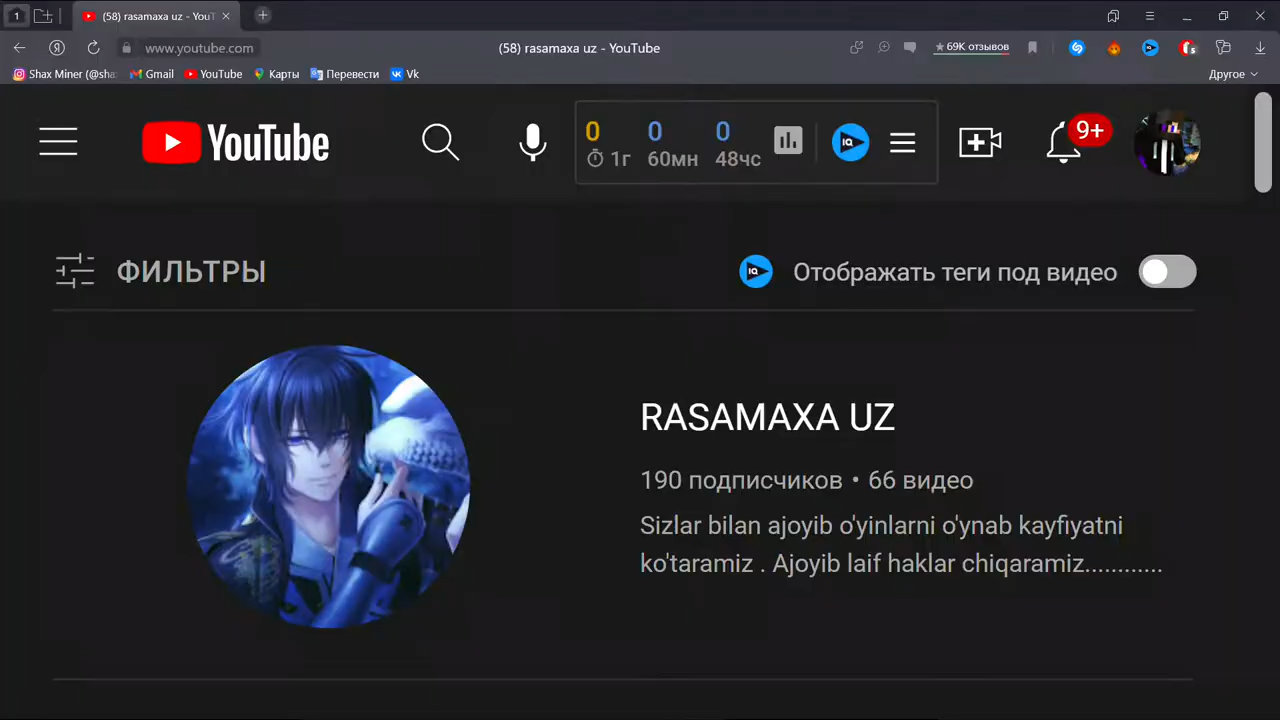 1
(58) rasamaxa uz - YouT
www.youtube.com
(58) rasamaxa uz - YouTube
69K отзывов
Shax Miner (@sha
Gmail
YouTube
Карты
Перевести
Vk
Другое
YouTube
0 0 0
1г 60мн 48чс
IQ
9+
ФИЛЬТРЫ
IQ
Отображать теги под видео
RASAMAXA UZ
190 подписчиков • 66 видео
Sizlar bilan ajoyib o'yinlarni o'ynab kayfiyatni
ko'taramiz . Ajoyib laif haklar chiqaramiz............